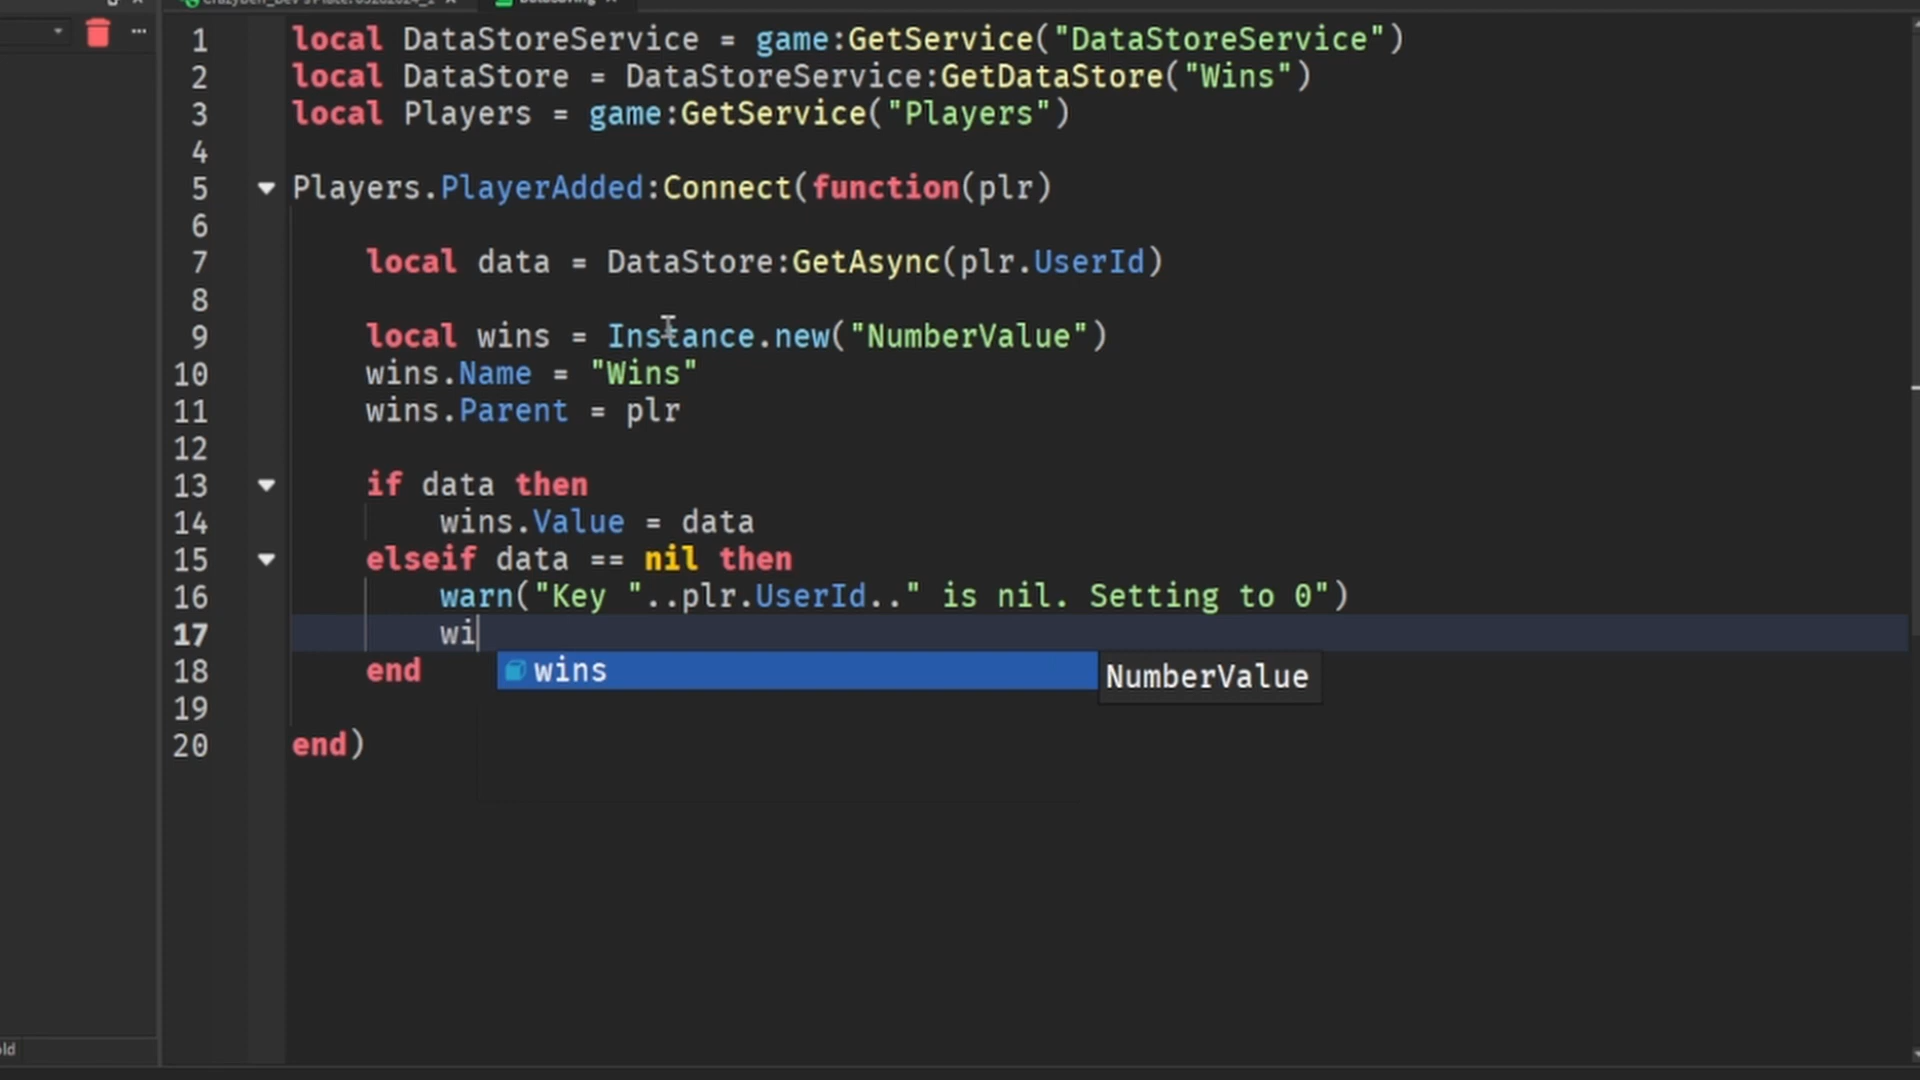 1 local DataStoreService = game:GetService("DataStoreService")
2 local DataStore = DataStoreService:GetDataStore("Wins")
3 local Players = game:GetService("Players")
4
5 Players.PlayerAdded:Connect(function(plr)
6
7 local data = DataStore:GetAsync(plr.UserId)
8
9 local wins = Instance.new("NumberValue")
10 wins.Name = "Wins"
11 wins.Parent = plr
12
13 if data then
14 wins.Value = data
15 elseif data == nil then
16 warn("Key "..plr.UserId.." is nil. Setting to 0")
17 wi
18 end
wins
NumberValue
19
20 end)